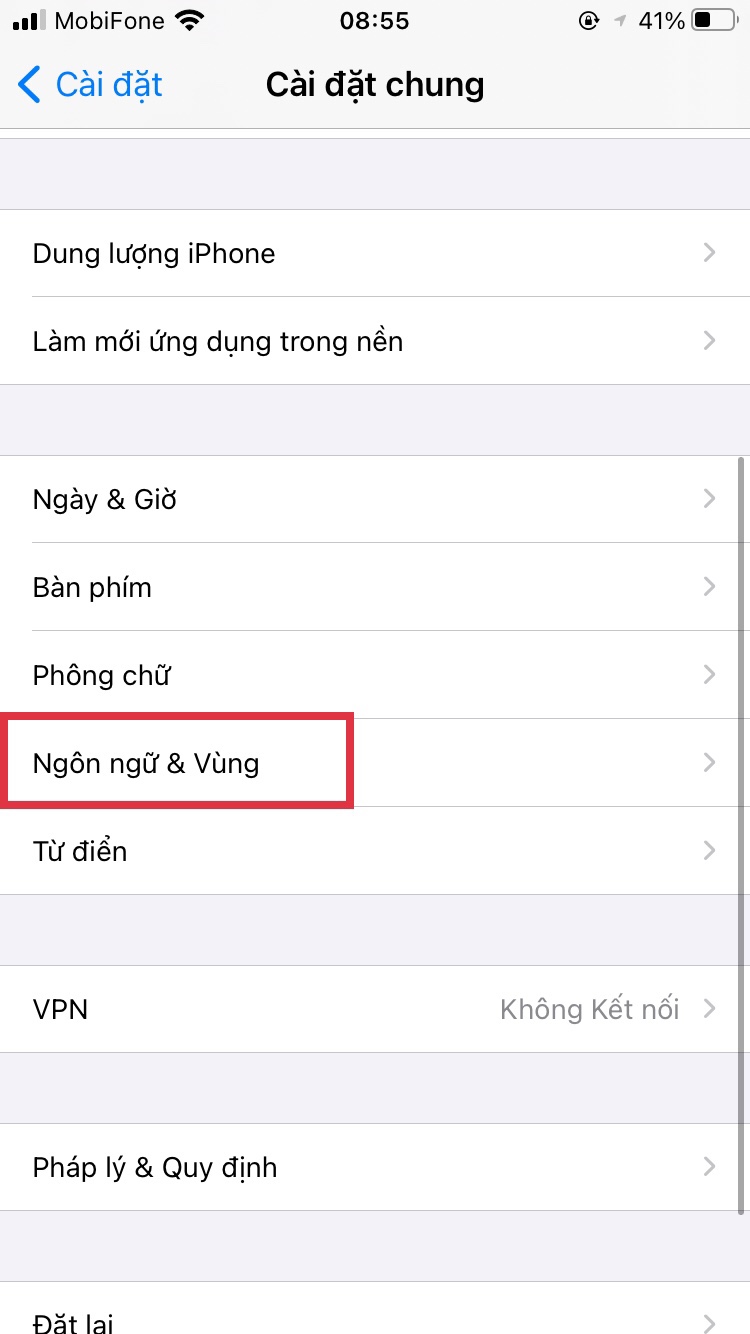 MobiFone 08:55 41%
Cài đặt Cài đặt chung
Dung lượng iPhone
Làm mới ứng dụng trong nền
Ngày & Giờ
Bàn phím
Phông chữ
Ngôn ngữ & Vùng
Từ điển
VPN Không Kết nối
Pháp lý & Quy định
Đặt lại